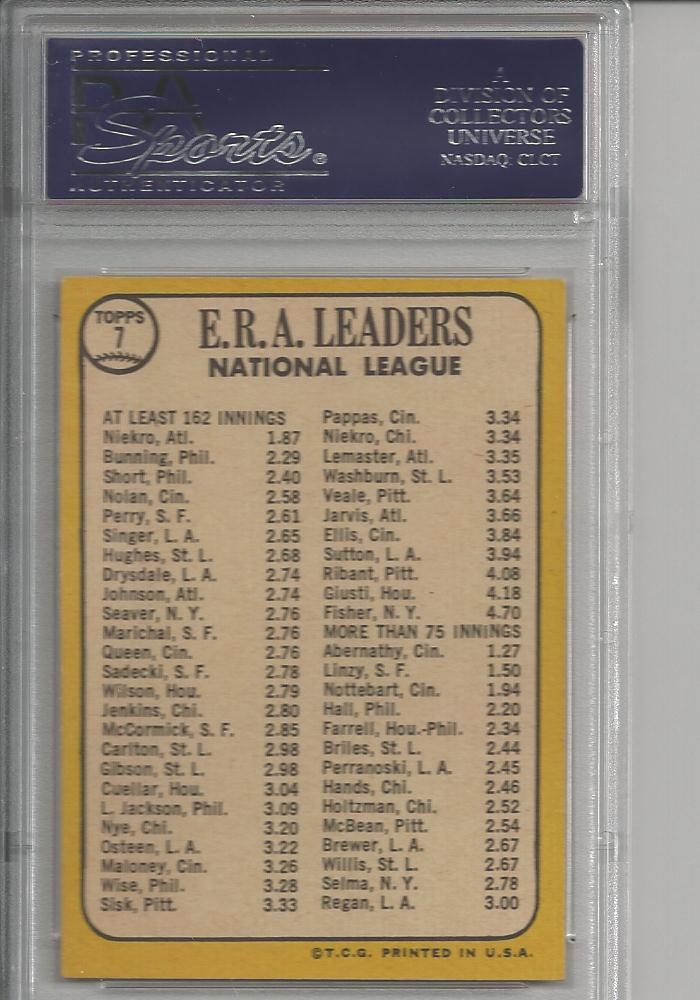 PROFESSIONAL
PSA
Sports®
AUTHENTICATOR
A
DIVISION OF
COLLECTORS
UNIVERSE
NASDAQ: CLCT
TOPPS
7
E.R.A. LEADERS
NATIONAL LEAGUE
AT LEAST 162 INNINGS
Niekro, Atl. 1.87
Bunning, Phil. 2.29
Short, Phil. 2.40
Nolan, Cin. 2.58
Perry, S. F. 2.61
Singer, L. A. 2.65
Hughes, St. L. 2.68
Drysdale, L. A. 2.74
Johnson, Atl. 2.74
Seaver, N. Y. 2.76
Marichal, S. F. 2.76
Queen, Cin. 2.76
Sadecki, S. F. 2.78
Wilson, Hou. 2.79
Jenkins, Chi. 2.80
McCormick, S. F. 2.85
Carlton, St. L. 2.98
Gibson, St. L. 2.98
Cuellar, Hou. 3.04
L. Jackson, Phil. 3.09
Nye, Chi. 3.20
Osteen, L. A. 3.22
Maloney, Cin. 3.26
Wise, Phil. 3.28
Sisk, Pitt. 3.33
Pappas, Cin. 3.34
Niekro, Chi. 3.34
Lemaster, Atl. 3.35
Washburn, St. L. 3.53
Veale, Pitt. 3.64
Jarvis, Atl. 3.66
Ellis, Cin. 3.84
Sutton, L. A. 3.94
Ribant, Pitt. 4.08
Giusti, Hou. 4.18
Fisher, N. Y. 4.70
MORE THAN 75 INNINGS
Abernathy, Cin. 1.27
Linzy, S. F. 1.50
Nottebart, Cin. 1.94
Hall, Phil. 2.20
Farrell, Hou.-Phil. 2.34
Briles, St. L. 2.44
Perranoski, L. A. 2.45
Hands, Chi. 2.46
Holtzman, Chi. 2.52
McBean, Pitt. 2.54
Brewer, L. A. 2.67
Willis, St. L. 2.67
Selma, N. Y. 2.78
Regan, L. A. 3.00
©T.C.G. PRINTED IN U.S.A.